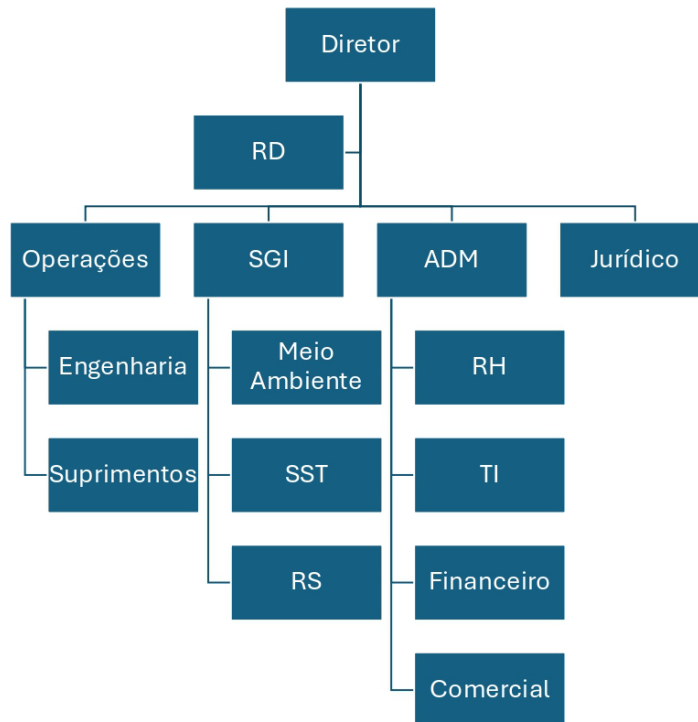 Diretor
RD
Operações
SGI
ADM
Jurídico
Engenharia
Meio
Ambiente
RH
Suprimentos
SST
TI
RS
Financeiro
Comercial